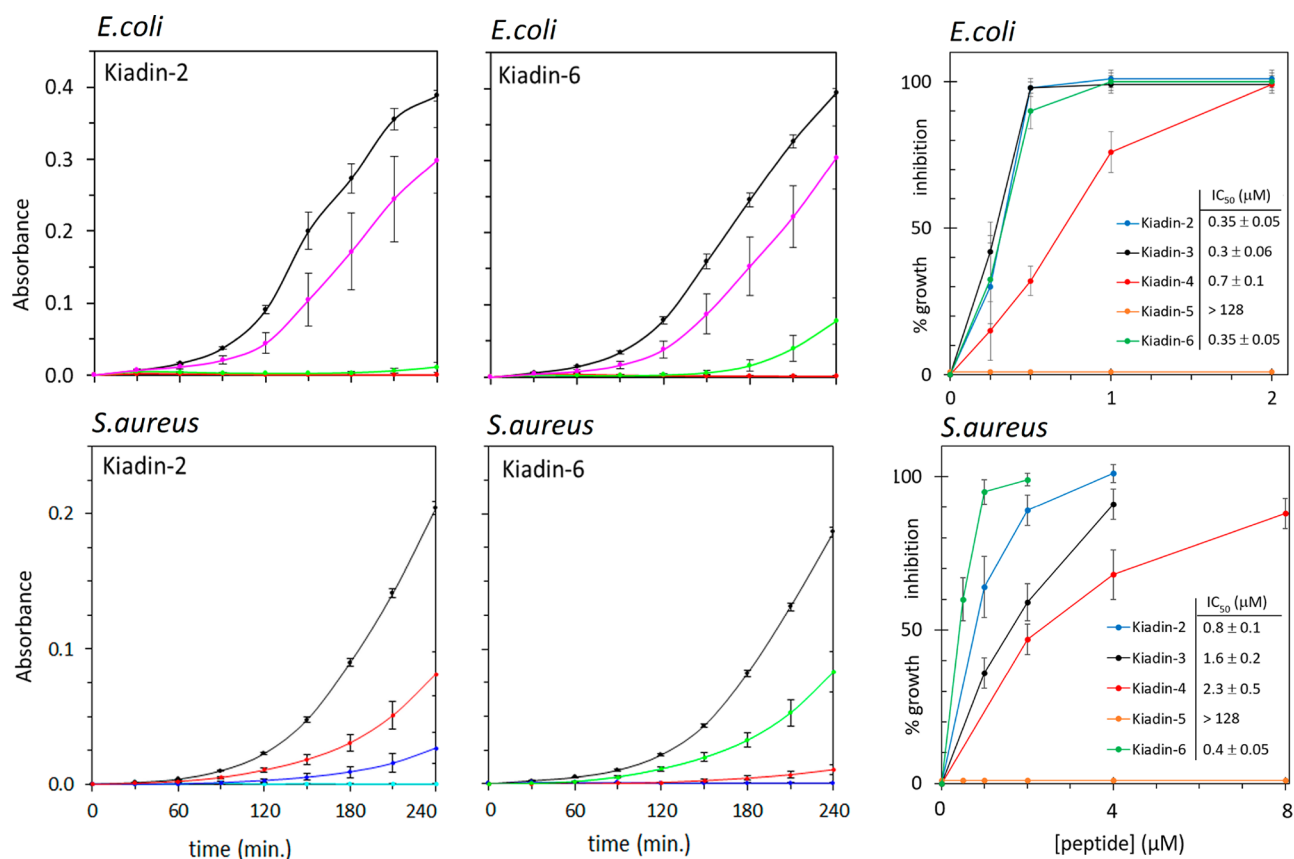 E.coli
Kiadin-2
Absorbance
0.4
0.3
0.2
0.1
0.0
E.coli
Kiadin-6
E.coli
% growth inhibition
100
50
0
0
1
2
IC50 (μM)
Kiadin-2 0.35 ± 0.05
Kiadin-3 0.3 ± 0.06
Kiadin-4 0.7 ± 0.1
Kiadin-5 > 128
Kiadin-6 0.35 ± 0.05
S.aureus
Kiadin-2
Absorbance
0.2
0.1
0.0
0 60 120 180 240
time (min.)
S.aureus
Kiadin-6
0 60 120 180 240
time (min.)
S.aureus
% growth inhibition
100
50
0
0 4 8
[peptide] (μM)
IC50 (μM)
Kiadin-2 0.8 ± 0.1
Kiadin-3 1.6 ± 0.2
Kiadin-4 2.3 ± 0.5
Kiadin-5 > 128
Kiadin-6 0.4 ± 0.05